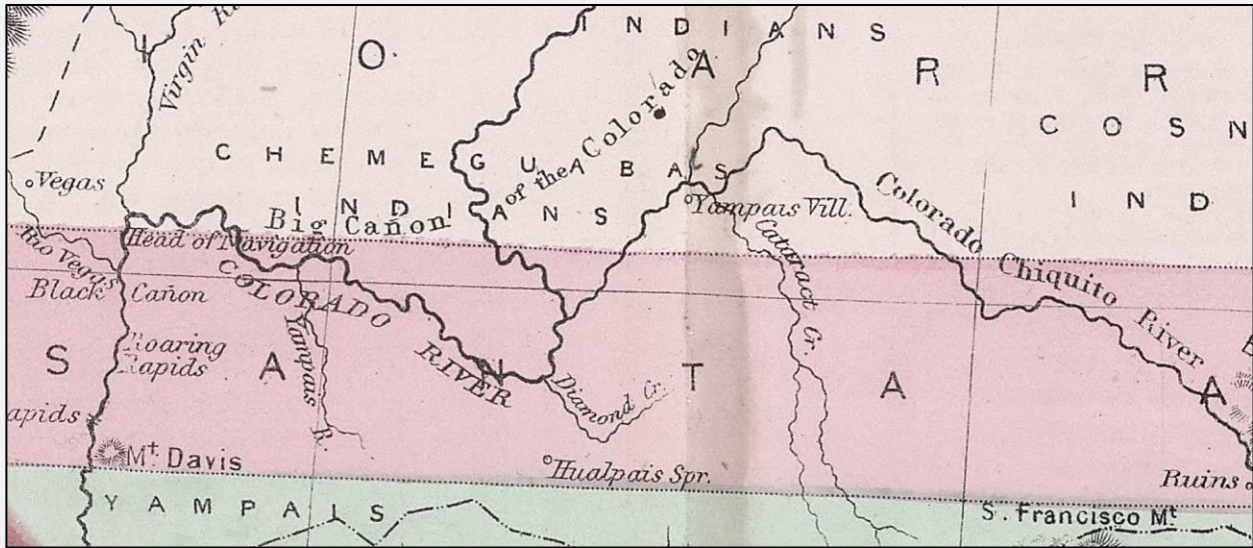 INDIANS
Virgin
I O. A R R
COSN
CHEMEGUABAS
of the Colorado
Vegas
INDIANS
IND
Big Cañon
Yampais Vill.
Colorado Chiquito River
Head of Navigation
Rio Vegas
COLORADO RIVER
Cataract Cr.
Black Cañon
Yampais R.
Roaring Rapids
S A N T A A
Diamond Cr.
apids
Mt Davis
Hualpais Spr.
Ruins
YAMPAIS
S. Francisco Mt